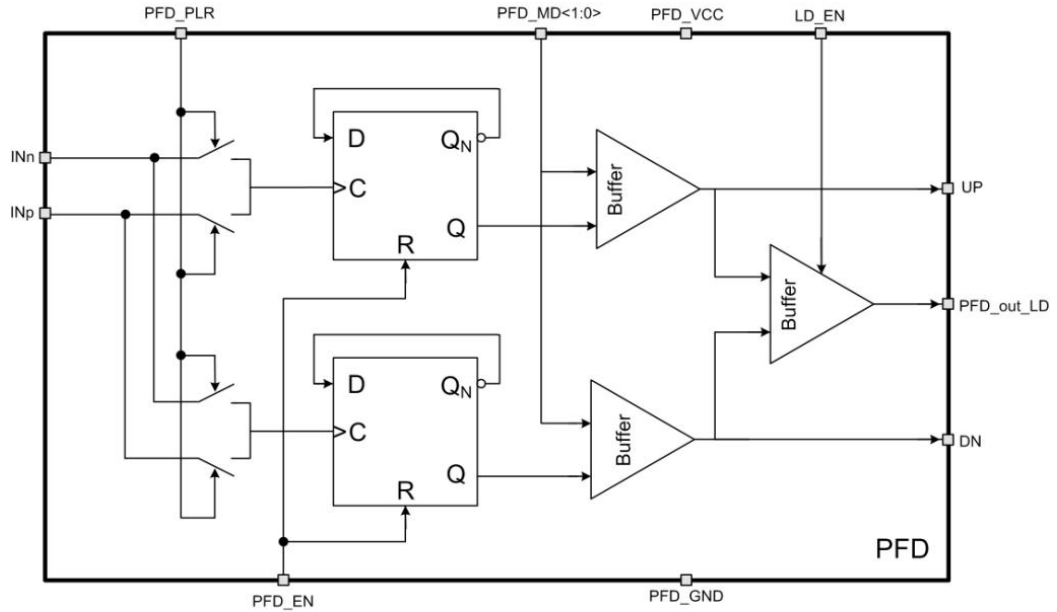 PFD_PLR
PFD_MD<1:0>
PFD_VCC
LD_EN
INn
INp
D
QN
C
Q
R
Buffer
UP
Buffer
PFD_out_LD
D
QN
C
Q
R
Buffer
DN
PFD
PFD_EN
PFD_GND